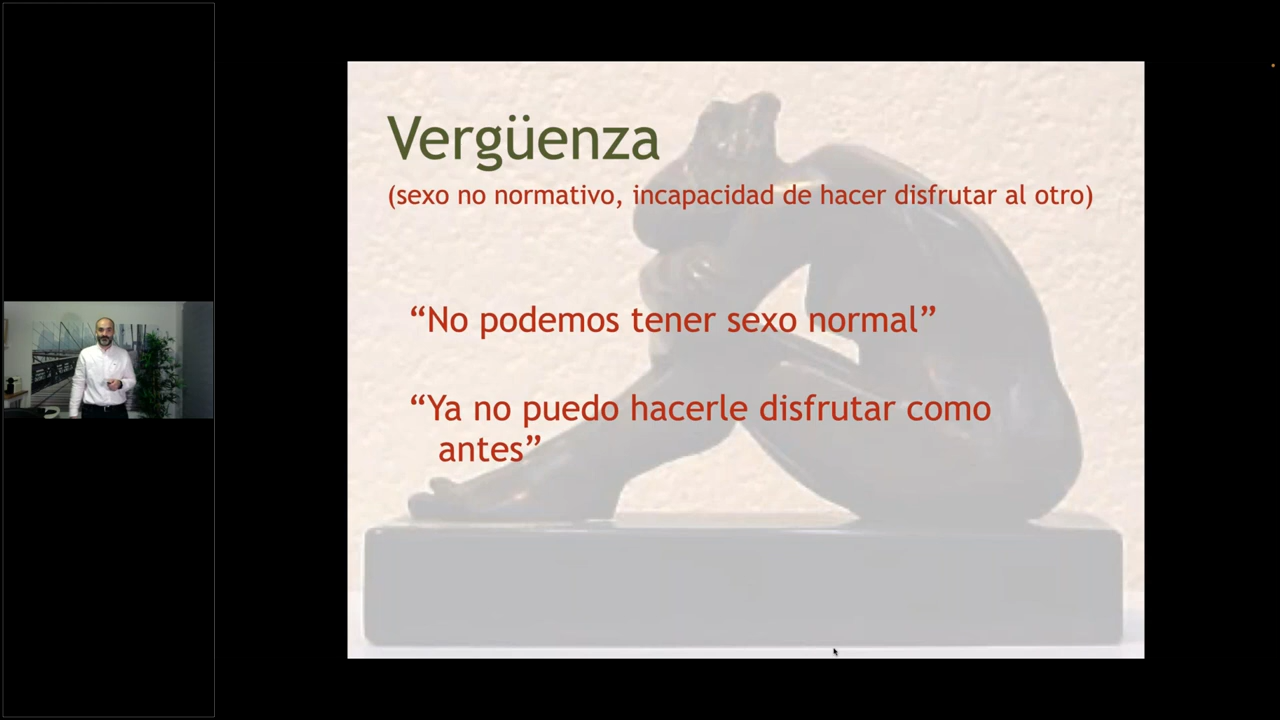 Vergüenza
(sexo no normativo, incapacidad de hacer disfrutar al otro)
“No podemos tener sexo normal”
“Ya no puedo hacerle disfrutar como
antes”